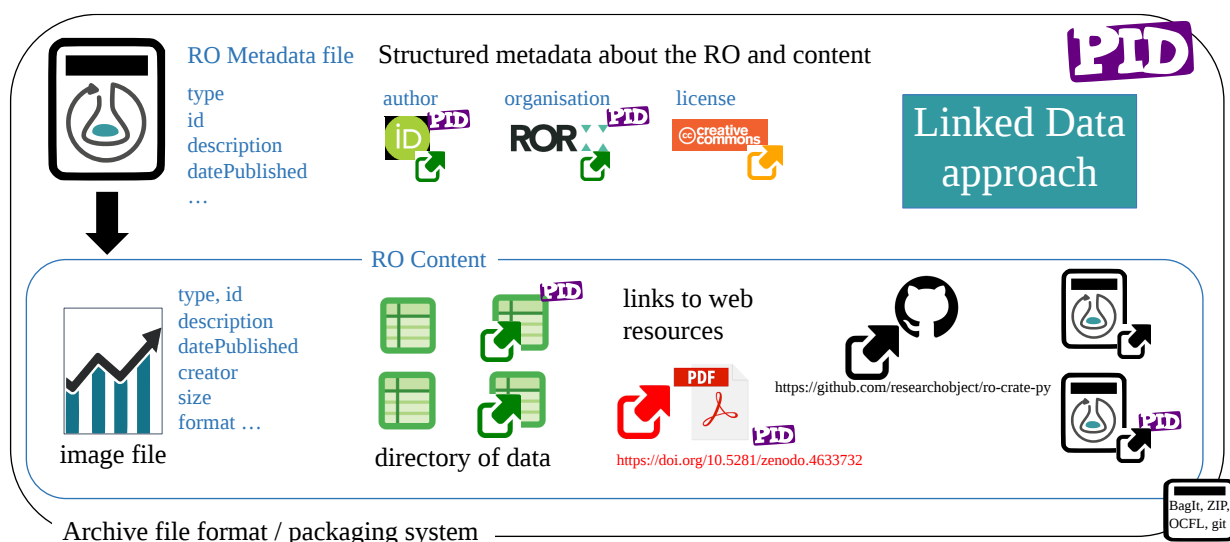 RO Metadata file
Structured metadata about the RO and content
PID
type
id
description
datePublished
…
author
PID
iD
organisation
PID
ROR
license
cc creative
commons
Linked Data
approach
RO Content
type, id
description
datePublished
creator
size
format …
image file
PID
directory of data
links to web
resources
PDF
PID
https://doi.org/10.5281/zenodo.4633732
https://github.com/researchobject/ro-crate-py
PID
BagIt, ZIP,
OCFL, git
Archive file format / packaging system